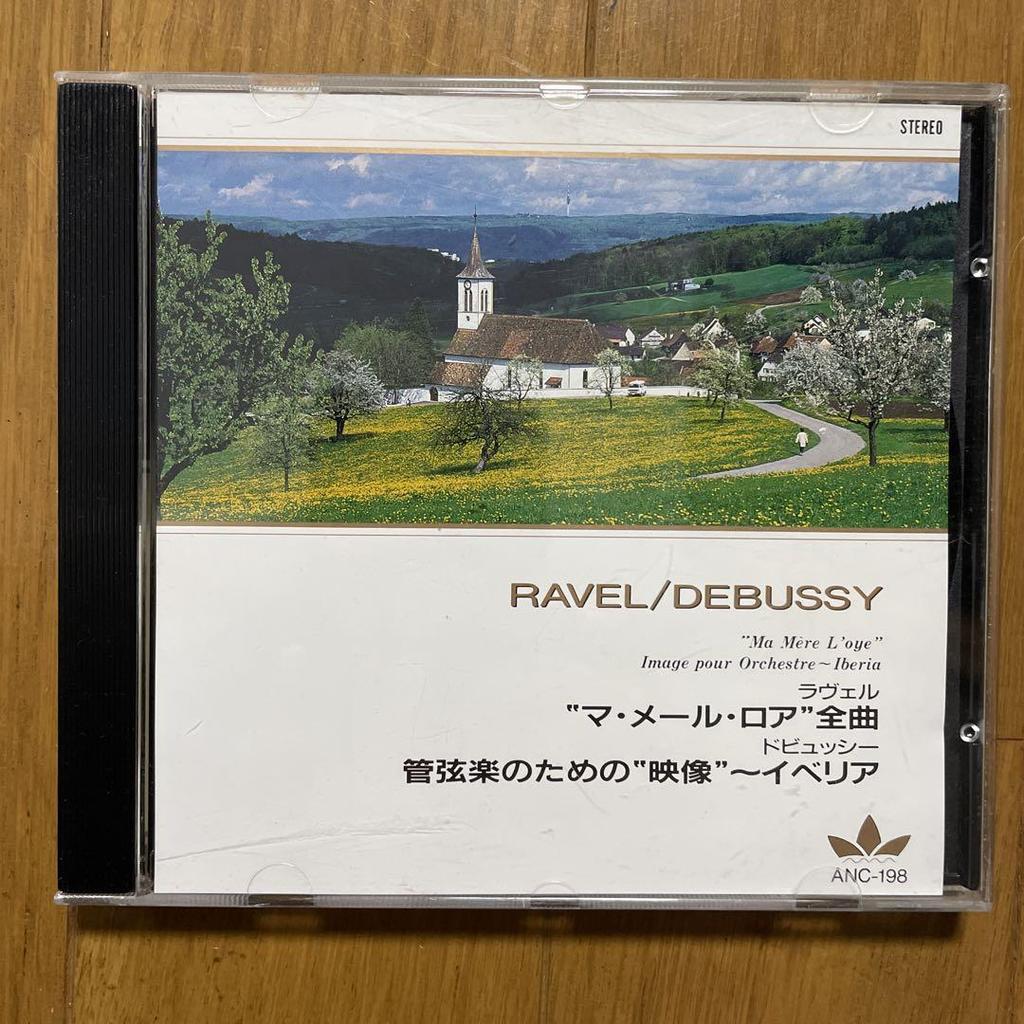 STEREO
RAVEL/DEBUSSY
"Ma Mère L'oye"
Image pour Orchestre~Iberia
ラヴェル
"マ・メール・ロア"全曲
ドビュッシー
管弦楽のための"映像"～イベリア
ANC-198